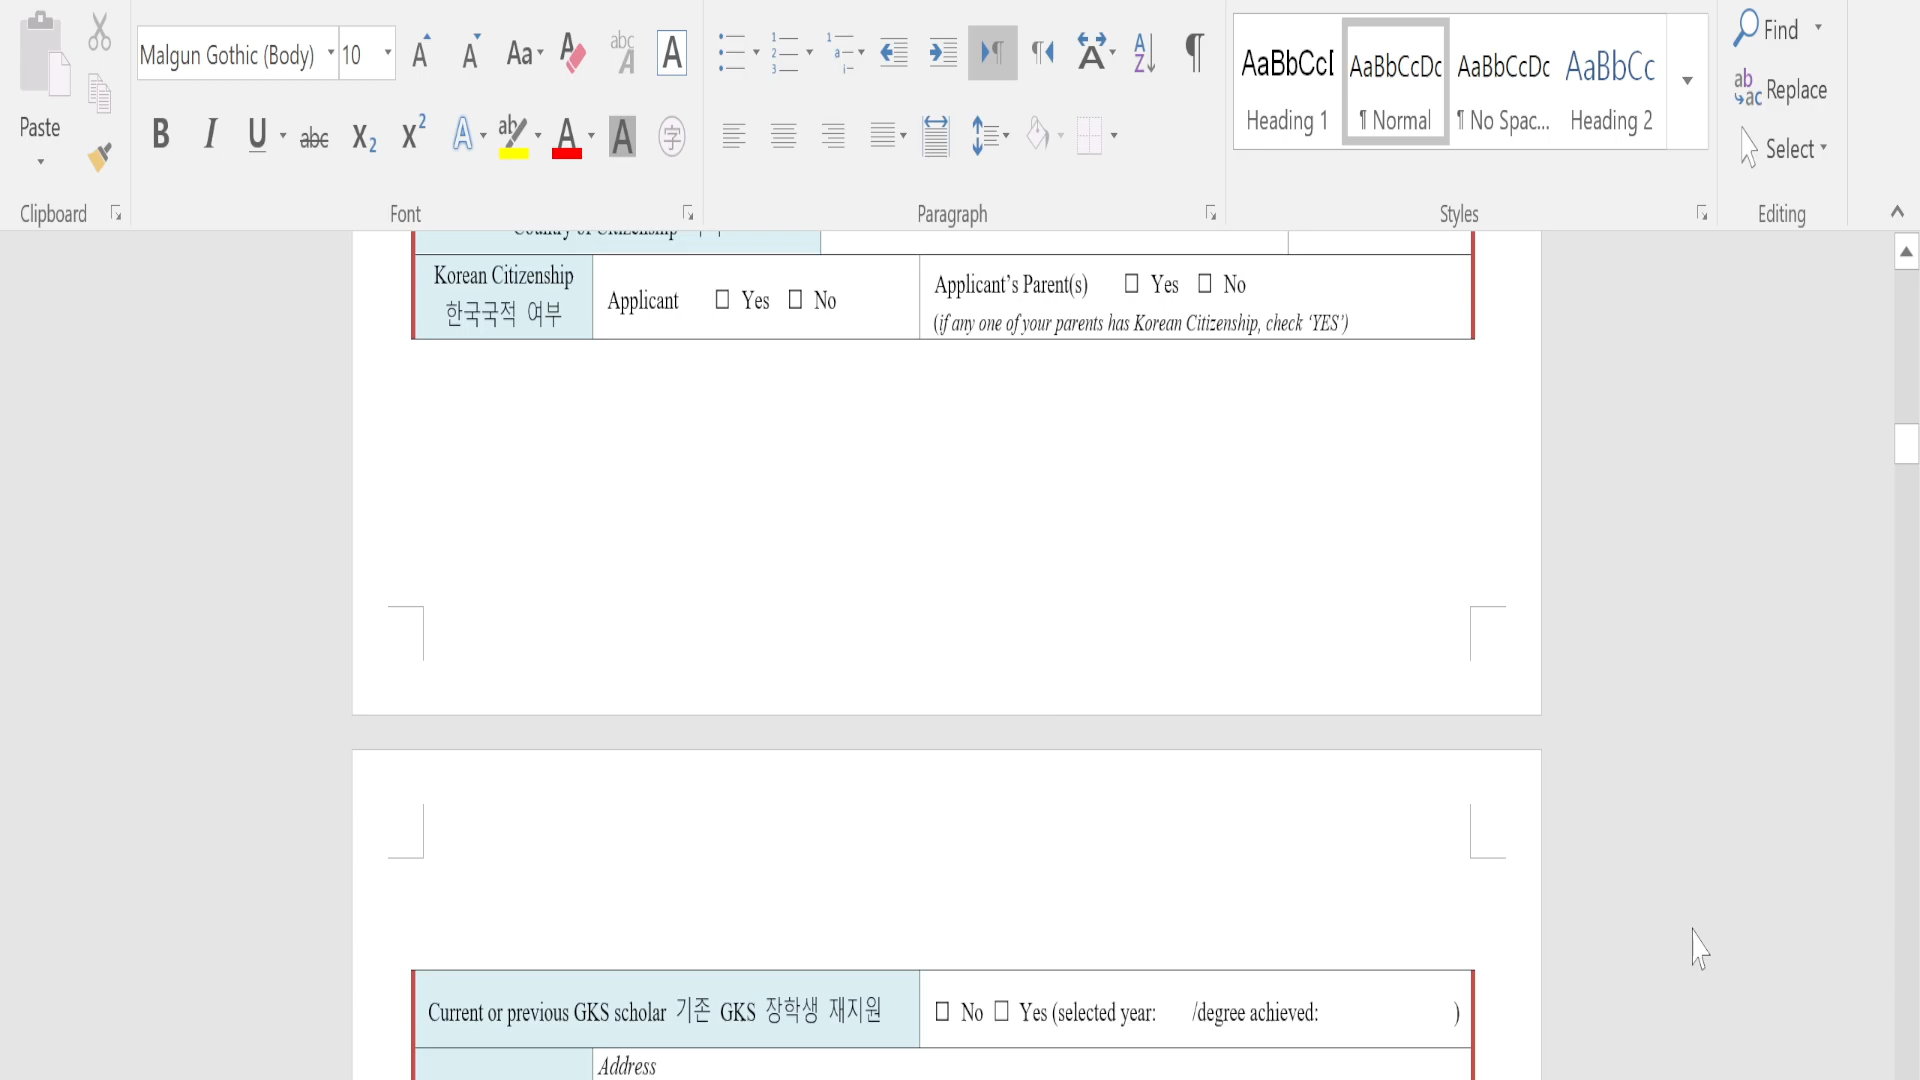 Paste
Clipboard
Malgun Gothic (Body)
10
Font
Paragraph
AaBbCcI
Heading 1
AaBbCcDc
¶ Normal
AaBbCcDc
¶ No Spac...
AaBbCc
Heading 2
Styles
Find
Replace
Select
Editing
Country of Citizenship
Korean Citizenship
한국국적 여부
Applicant ☐ Yes ☐ No
Applicant’s Parent(s) ☐ Yes ☐ No
(if any one of your parents has Korean Citizenship, check ‘YES’)
Current or previous GKS scholar 기존 GKS 장학생 재지원
☐ No ☐ Yes (selected year: /degree achieved: )
Address